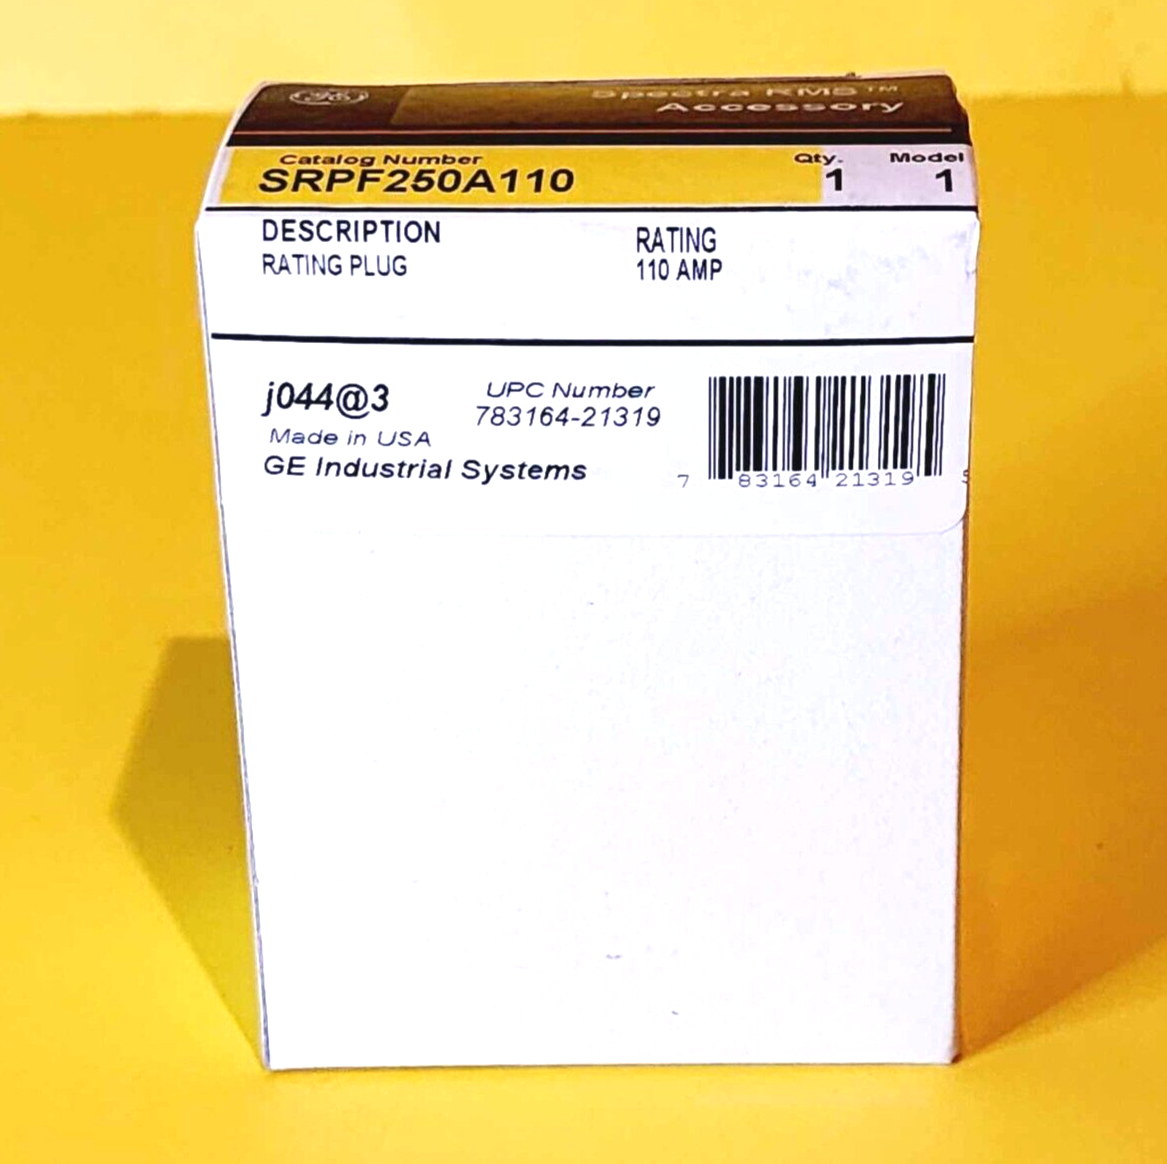 GE
Spectra RMS™
Accessory
Catalog Number Qty. Model
SRPF250A110 1 1
DESCRIPTION RATING
RATING PLUG 110 AMP
j044@3 UPC Number
783164-21319
Made in USA
GE Industrial Systems
7 83164 21319